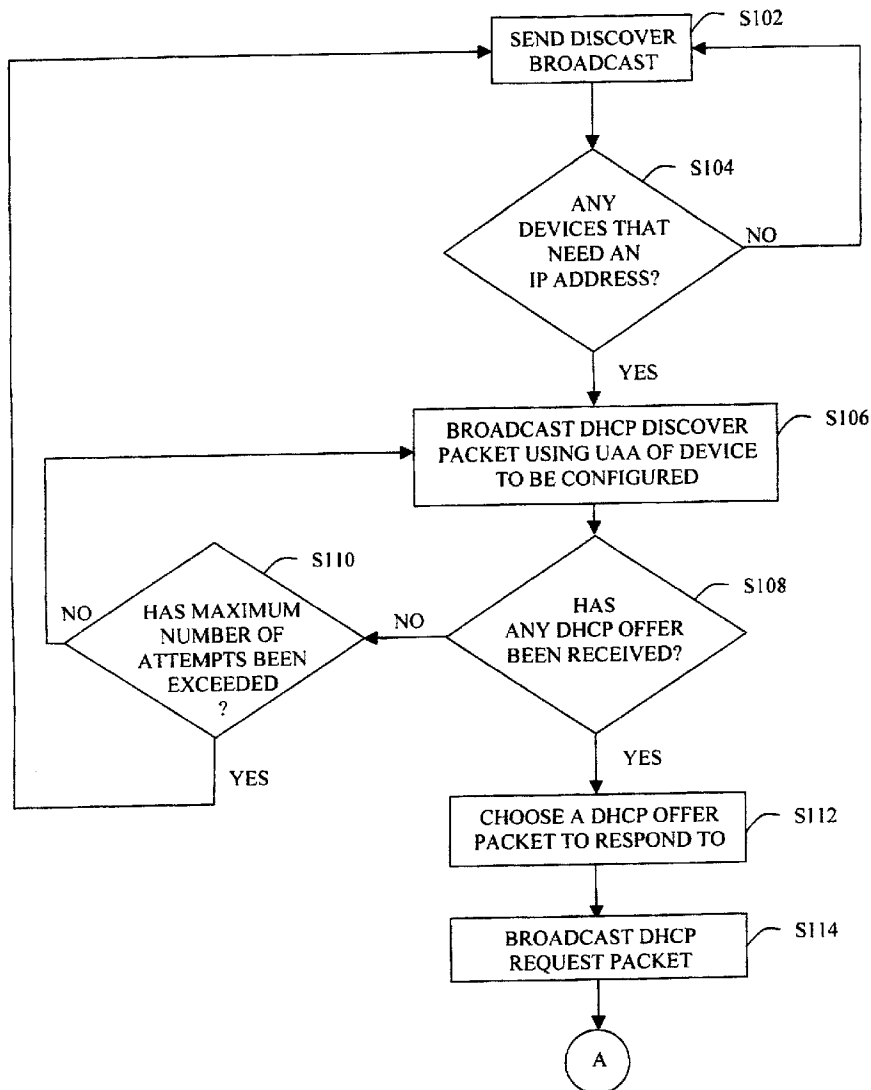 S102
SEND DISCOVER
BROADCAST
S104
ANY
DEVICES THAT
NEED AN
IP ADDRESS?
NO
YES
S106
BROADCAST DHCP DISCOVER
PACKET USING UAA OF DEVICE
TO BE CONFIGURED
S110
S108
NO
HAS MAXIMUM
NUMBER OF
ATTEMPTS BEEN
EXCEEDED
?
NO
HAS
ANY DHCP OFFER
BEEN RECEIVED?
YES
YES
CHOOSE A DHCP OFFER
PACKET TO RESPOND TO
S112
BROADCAST DHCP
REQUEST PACKET
S114
A